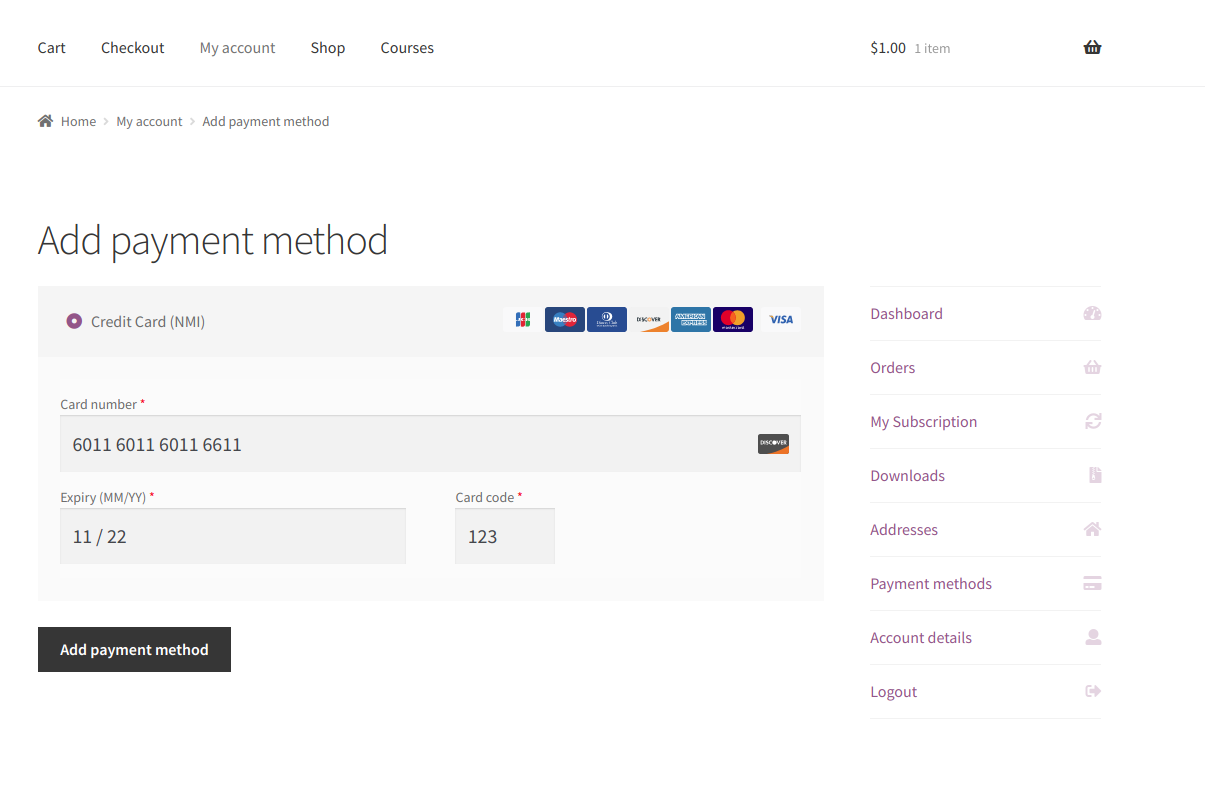 Cart Checkout My account Shop Courses $1.00 1 item
Home My account Add payment method
Add payment method
Credit Card (NMI) JCB Maestro Diners Club DISCOVER AMERICAN EXPRESS mastercard VISA
Card number *
6011 6011 6011 6611 DISCOVER
Expiry (MM/YY) * Card code *
11 / 22 123
Add payment method
Dashboard
Orders
My Subscription
Downloads
Addresses
Payment methods
Account details
Logout